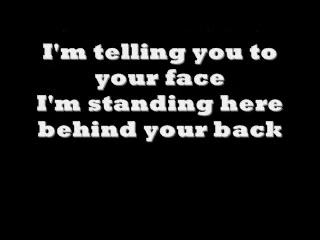 I'm telling you to
your face
I'm standing here
behind your back